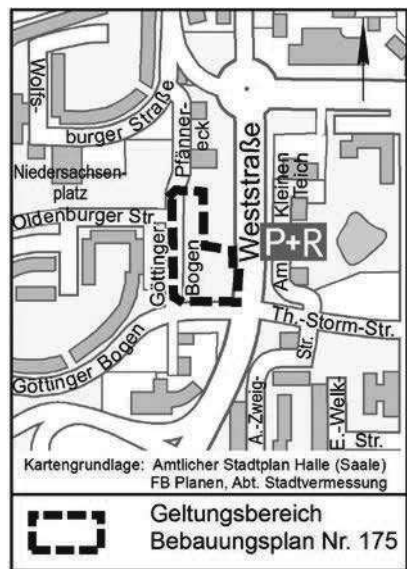 Wolfs-
burger Straße
Pfänner-
eck
Niedersachsen-
platz
Oldenburger Str.
Göttinger
Bogen
Weststraße
Am Kleinen
Teich
P+R
Th.-Storm-Str.
Göttinger Bogen
A.-Zweig-
Str.
E.-Welk-
Str.
Kartengrundlage: Amtlicher Stadtplan Halle (Saale)
FB Planen, Abt. Stadtvermessung
Geltungsbereich
Bebauungsplan Nr. 175